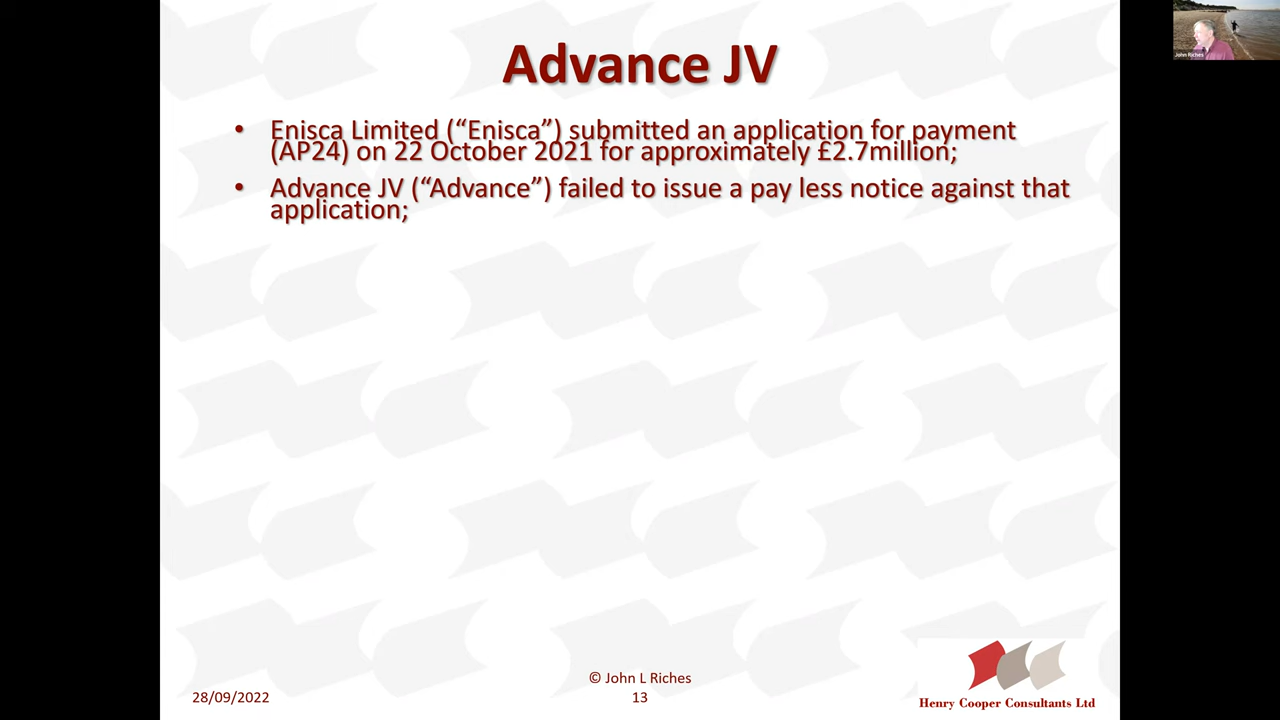 Advance JV
• Enisca Limited (“Enisca”) submitted an application for payment
(AP24) on 22 October 2021 for approximately £2.7million;
• Advance JV (“Advance”) failed to issue a pay less notice against that
application;
© John L Riches
28/09/2022
13
Henry Cooper Consultants Ltd
John Riches